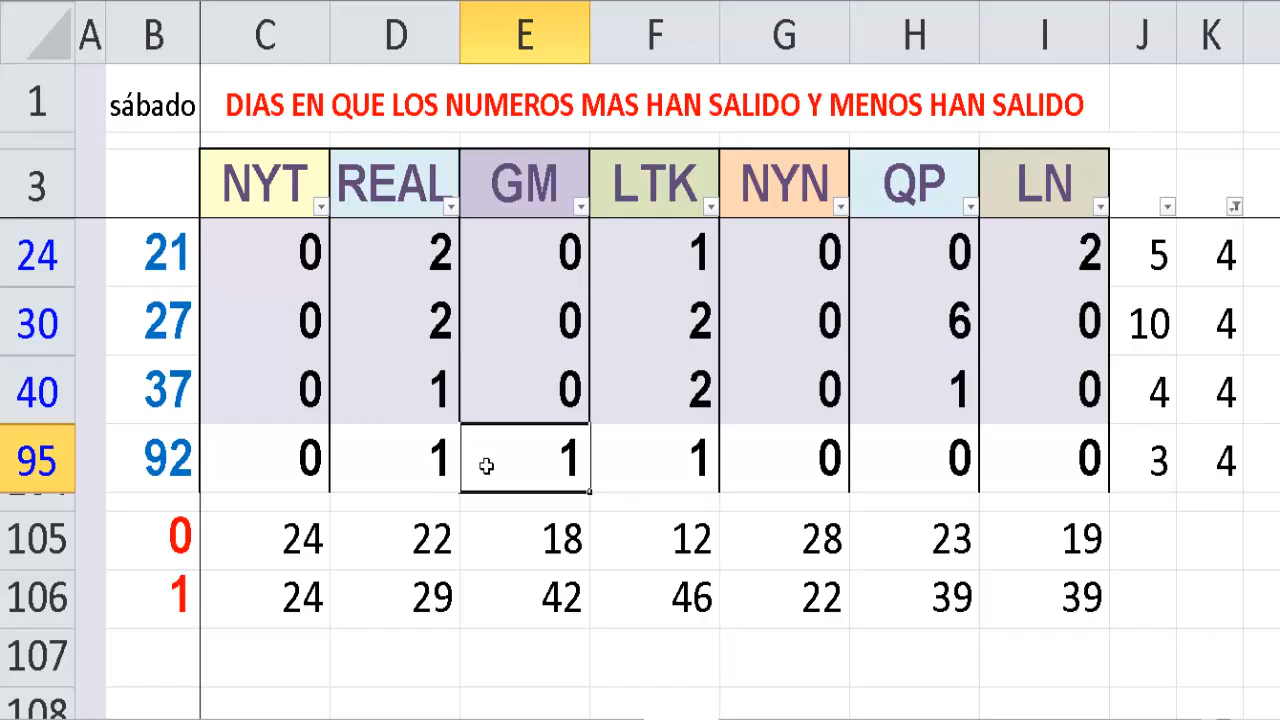 A B C D E F G H I J K
1 sábado DIAS EN QUE LOS NUMEROS MAS HAN SALIDO Y MENOS HAN SALIDO
3 NYT REAL GM LTK NYN QP LN
24 21 0 2 0 1 0 0 2 5 4
30 27 0 2 0 2 0 6 0 10 4
40 37 0 1 0 2 0 1 0 4 4
95 92 0 1 1 1 0 0 0 3 4
105 0 24 22 18 12 28 23 19
106 1 24 29 42 46 22 39 39
107
108